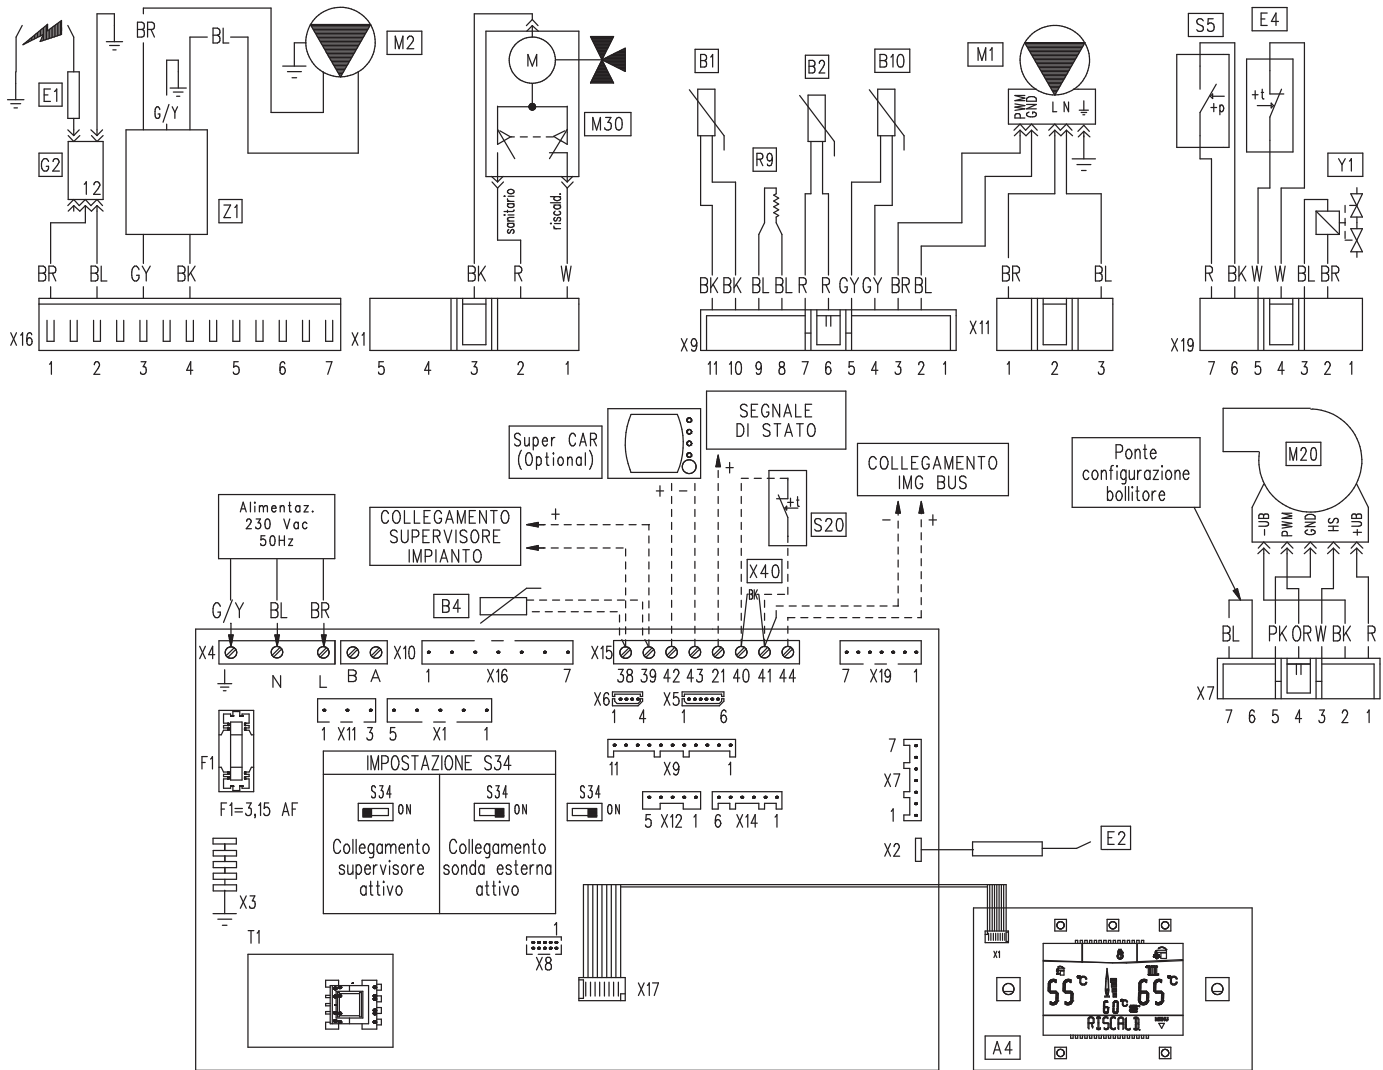 BR
BL
M2
E1
G/Y
G2
1 2
Z1
BR BL GY BK
X16
1 2 3 4 5 6 7
M
M30
sanitario
riscald.
BK R W
X1
5 4 3 2 1
B1
B2
B10
R9
BK BK BL BL R R GY GY BR BL
X9
11 10 9 8 7 6 5 4 3 2 1
M1
PWM
GND
L N
BR BL
X11
1 2 3
S5
E4
+p
+t
Y1
R BK W W BL BR
X19
7 6 5 4 3 2 1
Super CAR
(Optional)
SEGNALE
DI STATO
COLLEGAMENTO
IMG BUS
Alimentaz.
230 Vac
50Hz
COLLEGAMENTO
SUPERVISORE
IMPIANTO
+
+ -
+
+t
S20
- +
X40
BK
B4
G/Y BL BR
Ponte
configurazione
bollitore
M20
-UB
PWM
GND
HS
+UB
BL PK OR W BK R
X7
7 6 5 4 3 2 1
X4
N L
B A
X10
1 X16 7
X15
38 39 42 43 21 40 41 44
7 X19 1
X6
1 4
X5
1 6
1 X11 3
5 X1 1
11 X9 1
5 X12 1
6 X14 1
7
X7
1
F1
F1=3,15 AF
IMPOSTAZIONE S34
S34
ON
S34
ON
S34
ON
Collegamento
supervisore
attivo
Collegamento
sonda esterna
attivo
X2
E2
X3
T1
1
X8
X17
X1
55 °C
60 °C
65 °C
RISCALD
MENU
A4